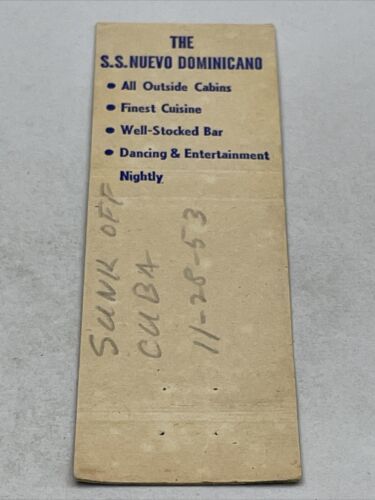 THE
S.S. NUEVO DOMINICANO
• All Outside Cabins
• Finest Cuisine
• Well-Stocked Bar
• Dancing & Entertainment
Nightly
SUNK OFF
CUBA
11-28-53